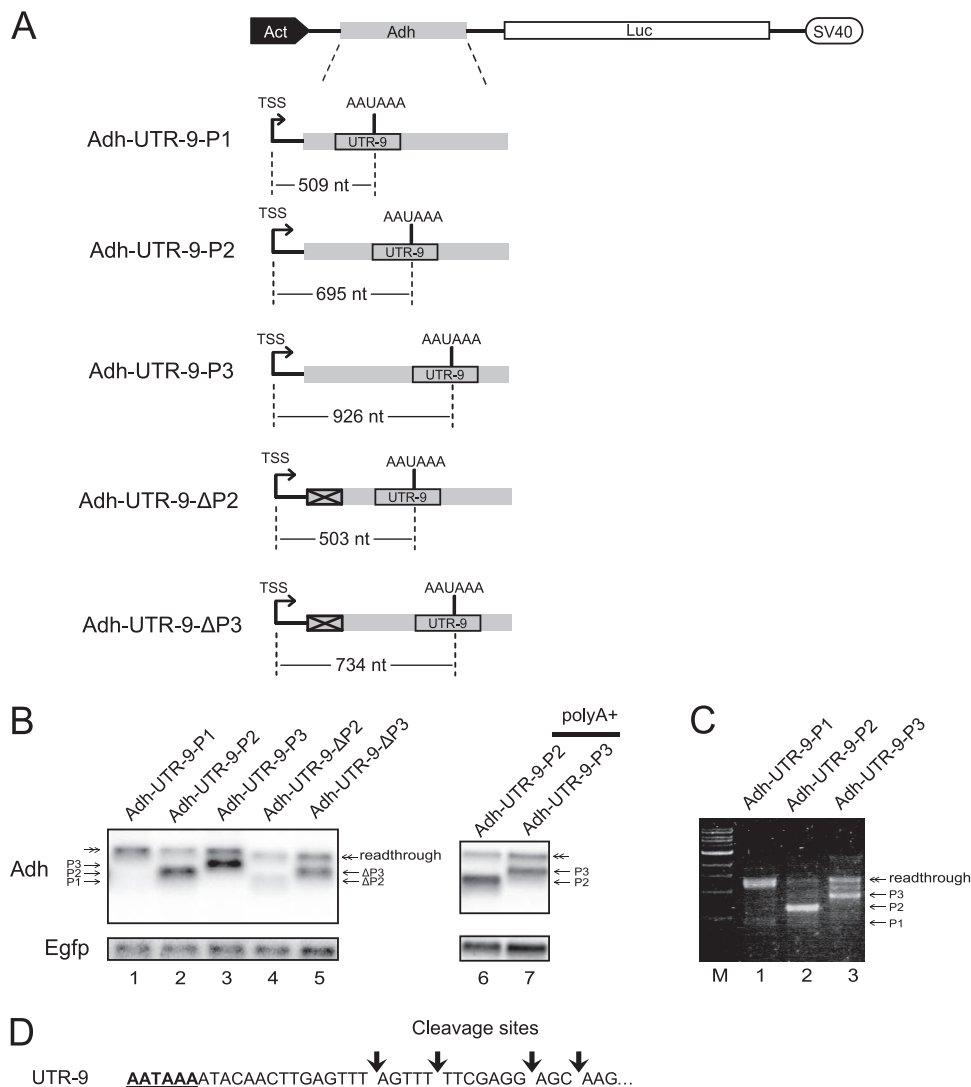 A
Act
Adh
Luc
SV40
TSS
AAUAAA
Adh-UTR-9-P1
UTR-9
509 nt
TSS
AAUAAA
Adh-UTR-9-P2
UTR-9
695 nt
TSS
AAUAAA
Adh-UTR-9-P3
UTR-9
926 nt
TSS
AAUAAA
Adh-UTR-9-ΔP2
UTR-9
503 nt
TSS
AAUAAA
Adh-UTR-9-ΔP3
UTR-9
734 nt
B
Adh-UTR-9-P1
Adh-UTR-9-P2
Adh-UTR-9-P3
Adh-UTR-9-ΔP2
Adh-UTR-9-ΔP3
polyA+
Adh-UTR-9-P2
Adh-UTR-9-P3
Adh
P3
P2
P1
readthrough
ΔP3
ΔP2
P3
P2
Egfp
1 2 3 4 5
6 7
C
Adh-UTR-9-P1
Adh-UTR-9-P2
Adh-UTR-9-P3
readthrough
P3
P2
P1
M 1 2 3
D
Cleavage sites
UTR-9 AATAAAATACAACTTGAGTTT AGTTT TTCGAGG AGC AAG...